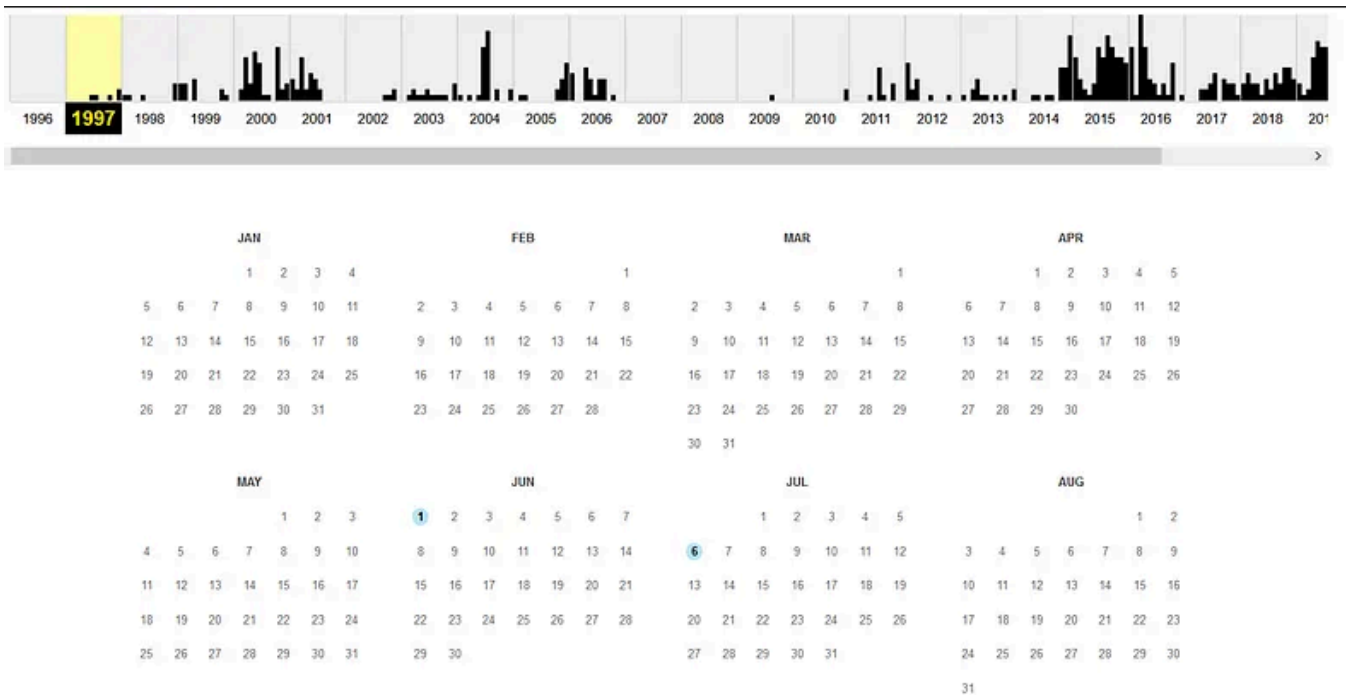 1996 1997 1998 1999 2000 2001 2002 2003 2004 2005 2006 2007 2008 2009 2010 2011 2012 2013 2014 2015 2016 2017 2018 201
JAN FEB MAR APR
1 2 3 4 1 1 1 2 3 4 5
5 6 7 8 9 10 11 2 3 4 5 6 7 8 2 3 4 5 6 7 8 6 7 8 9 10 11 12
12 13 14 15 16 17 18 9 10 11 12 13 14 15 9 10 11 12 13 14 15 13 14 15 16 17 18 19
19 20 21 22 23 24 25 16 17 18 19 20 21 22 16 17 18 19 20 21 22 20 21 22 23 24 25 26
26 27 28 29 30 31 23 24 25 26 27 28 23 24 25 26 27 28 29 27 28 29 30
30 31
MAY JUN JUL AUG
1 2 3 1 2 3 4 5 6 7 1 2 3 4 5 1 2
4 5 6 7 8 9 10 8 9 10 11 12 13 14 6 7 8 9 10 11 12 3 4 5 6 7 8 9
11 12 13 14 15 16 17 15 16 17 18 19 20 21 13 14 15 16 17 18 19 10 11 12 13 14 15 16
18 19 20 21 22 23 24 22 23 24 25 26 27 28 20 21 22 23 24 25 26 17 18 19 20 21 22 23
25 26 27 28 29 30 31 29 30 27 28 29 30 31 24 25 26 27 28 29 30
31